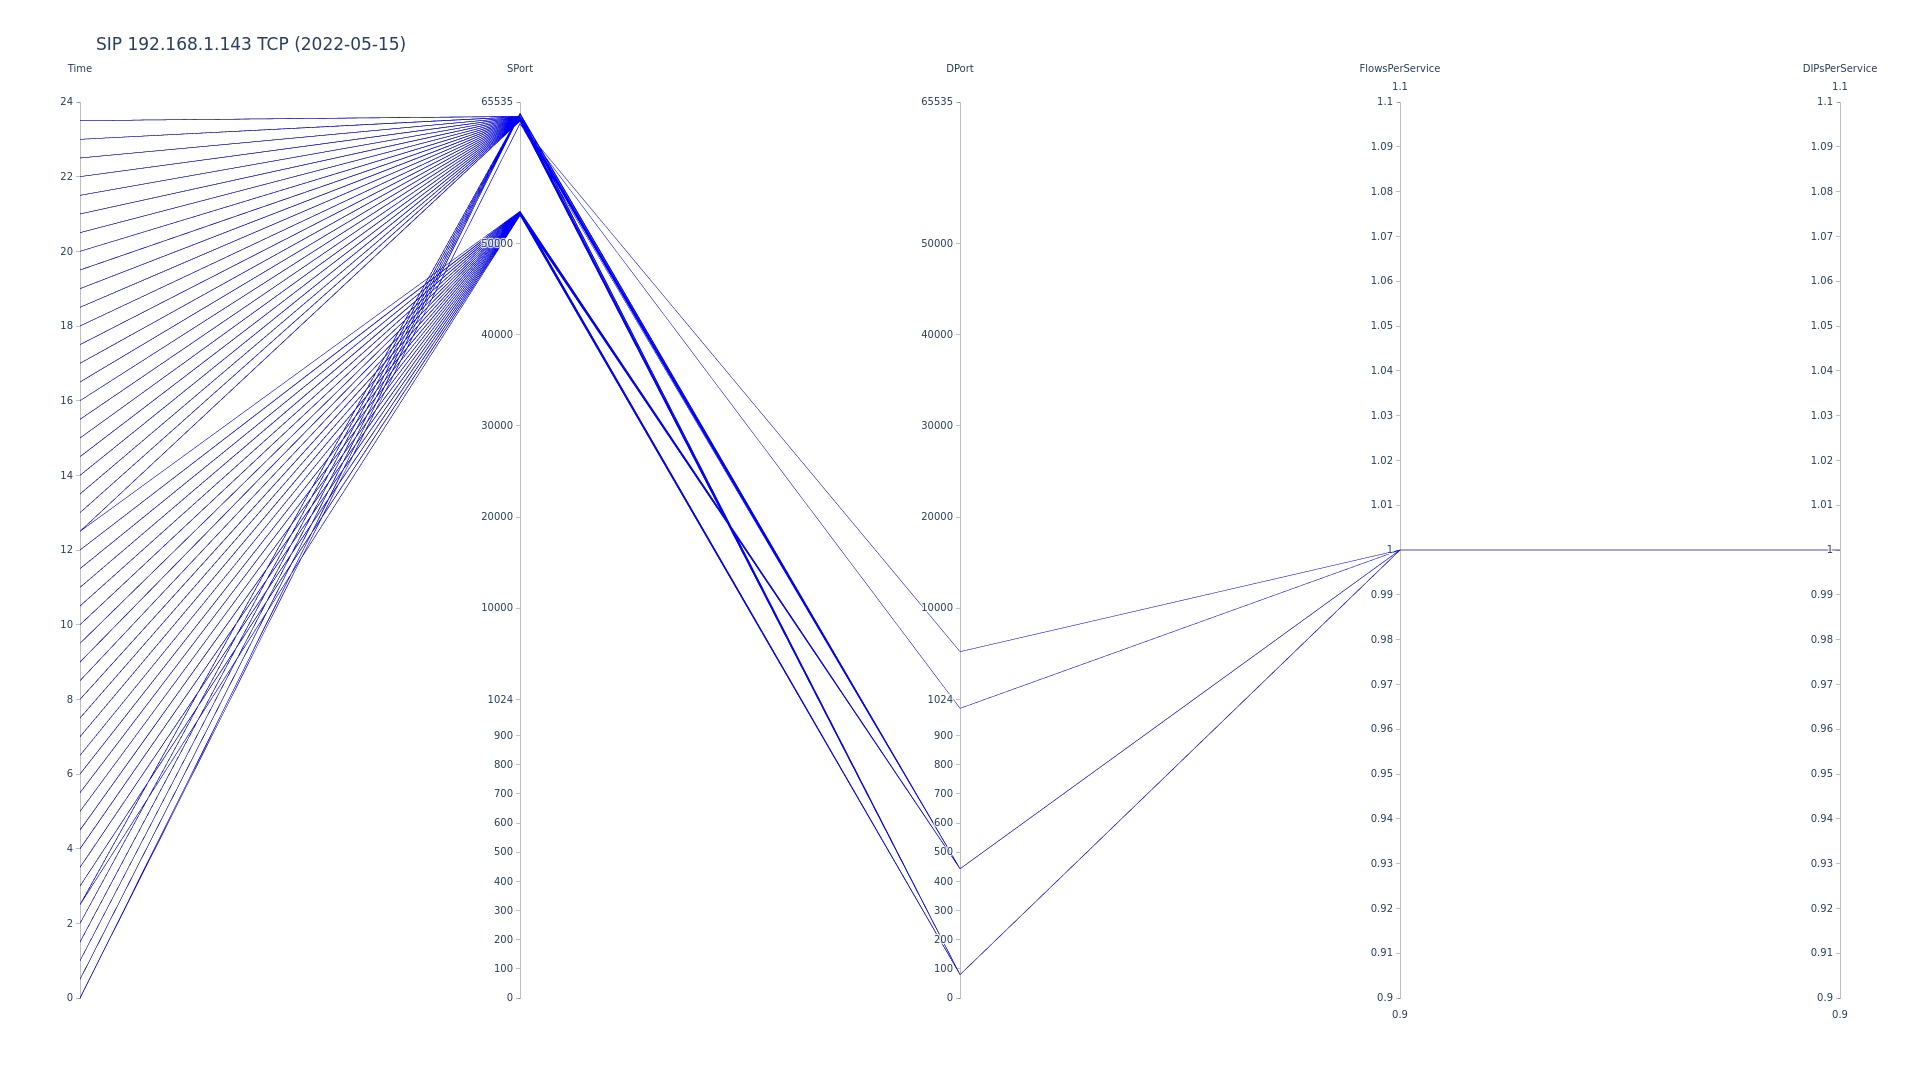 SIP 192.168.1.143 TCP (2022-05-15)
Time SPort DPort FlowsPerService DIPsPerService
1.1 1.1
24 65535 65535 1.1 1.1
1.09 1.09
22 1.08 1.08
20 50000 50000 1.07 1.07
1.06 1.06
18 40000 40000 1.05 1.05
16 1.04 1.04
30000 30000 1.03 1.03
14 1.02 1.02
20000 20000 1.01 1.01
12 1 1
10 10000 10000 0.99 0.99
0.98 0.98
8 1024 1024 0.97 0.97
900 900 0.96 0.96
6 800 800 0.95 0.95
700 700
600 600 0.94 0.94
4 500 500 0.93 0.93
400 400
300 300 0.92 0.92
2 200 200 0.91 0.91
100 100
0 0 0 0.9 0.9
0.9 0.9